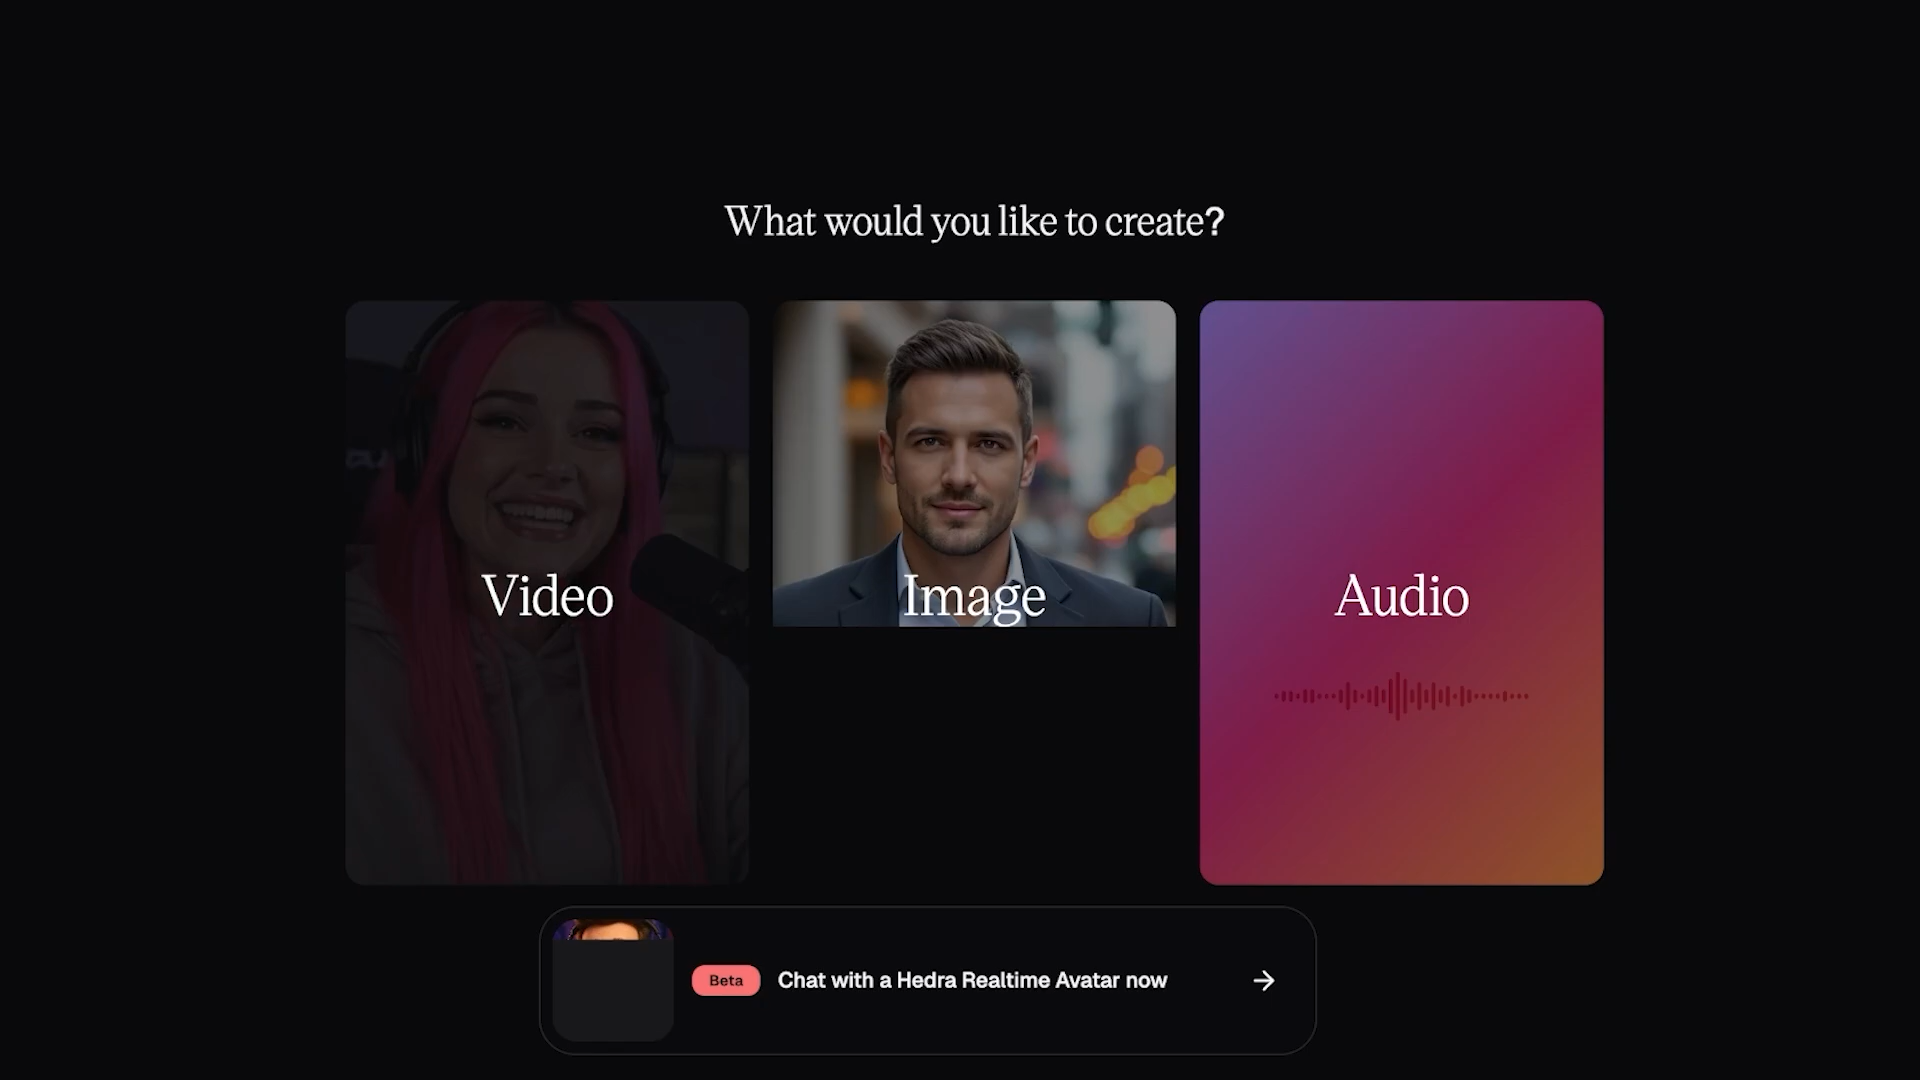 What would you like to create?
Video
Image
Audio
Beta
Chat with a Hedra Realtime Avatar now